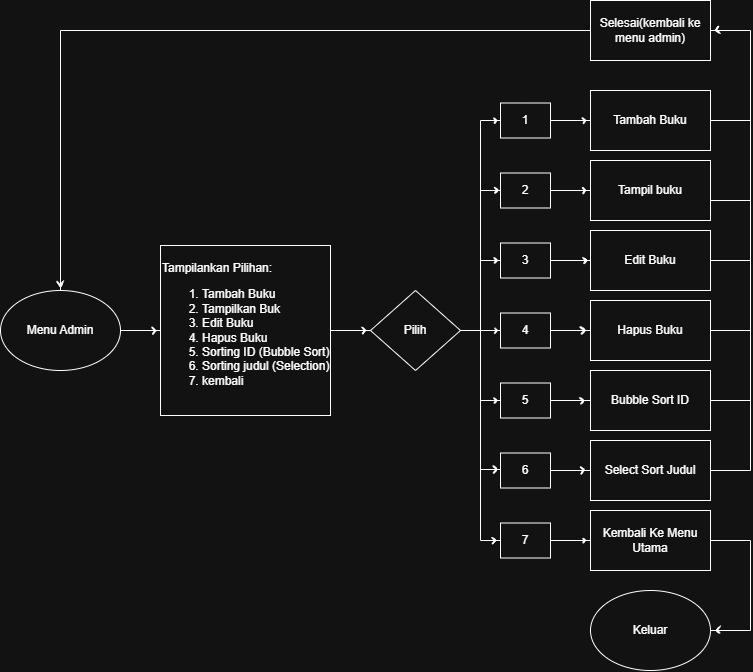 Selesai(kembali ke
menu admin)
Menu Admin
Tampilankan Pilihan:
1. Tambah Buku
2. Tampilkan Buk
3. Edit Buku
4. Hapus Buku
5. Sorting ID (Bubble Sort)
6. Sorting judul (Selection)
7. kembali
Pilih
1
Tambah Buku
2
Tampil buku
3
Edit Buku
4
Hapus Buku
5
Bubble Sort ID
6
Select Sort Judul
7
Kembali Ke Menu
Utama
Keluar